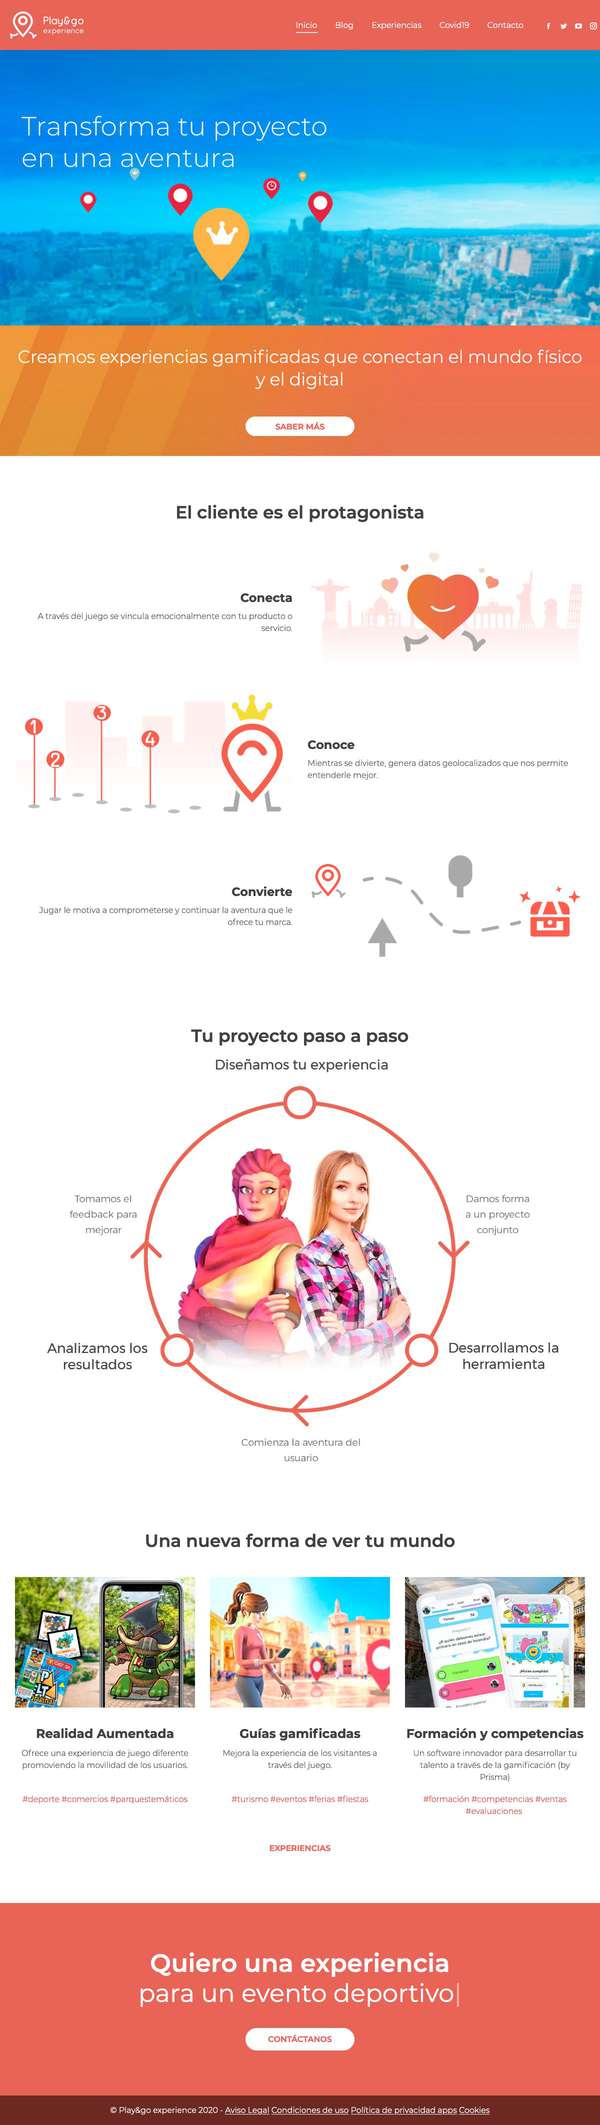 Play&go
experience
Inicio
Blog
Experiencias
Covid19
Contacto
Transforma tu proyecto
en una aventura
Creamos experiencias gamificadas que conectan el mundo físico
y el digital
SABER MÁS
El cliente es el protagonista
Conecta
A través del juego se vincula emocionalmente con tu producto o
servicio.
1
2
3
4
Conoce
Mientras se divierte, genera datos geolocalizados que nos permite
entenderle mejor.
Convierte
Jugar le motiva a comprometerse y continuar la aventura que le
ofrece tu marca.
Tu proyecto paso a paso
Diseñamos tu experiencia
Tomamos el
feedback para
mejorar
Damos forma
a un proyecto
conjunto
Analizamos los
resultados
Desarrollamos la
herramienta
Comienza la aventura del
usuario
Una nueva forma de ver tu mundo
Realidad Aumentada
Ofrece una experiencia de juego diferente
promoviendo la movilidad de los usuarios.
#deporte #comercios #parquestemáticos
Guías gamificadas
Mejora la experiencia de los visitantes a
través del juego.
#turismo #eventos #ferias #fiestas
Formación y competencias
Un software innovador para desarrollar tu
talento a través de la gamificación (by
Prisma)
#formación #competencias #ventas
#evaluaciones
EXPERIENCIAS
Quiero una experiencia
para un evento deportivo
CONTÁCTANOS
© Play&go experience 2020 - Aviso Legal Condiciones de uso Política de privacidad apps Cookies